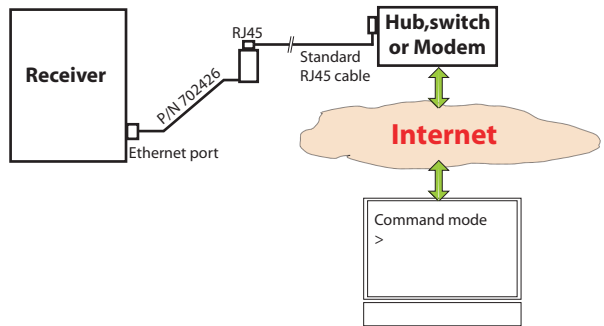 Receiver
P/N 702426
Ethernet port
RJ45
Standard
RJ45 cable
Hub,switch
or Modem
Internet
Command mode
>